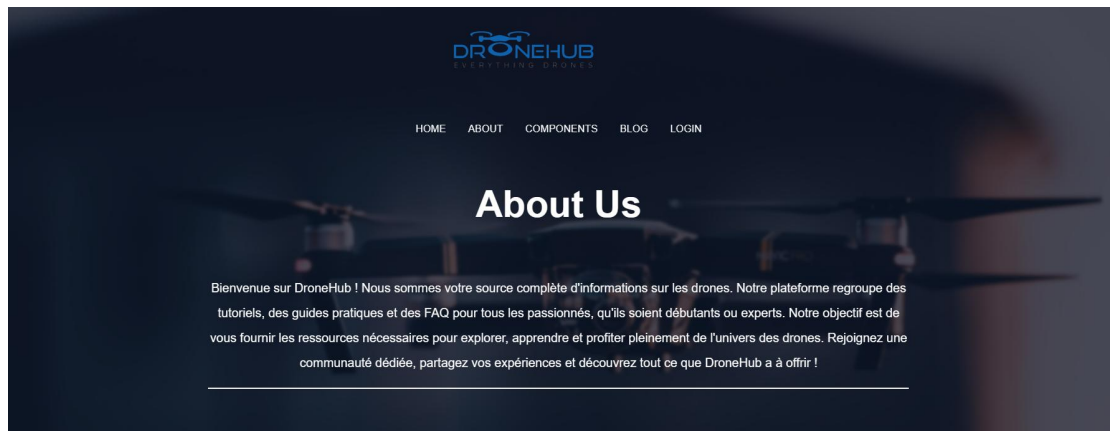 DRONEHUB
EVERYTHING DRONES
HOME ABOUT COMPONENTS BLOG LOGIN
About Us
Bienvenue sur DroneHub ! Nous sommes votre source complète d'informations sur les drones. Notre plateforme regroupe des
tutoriels, des guides pratiques et des FAQ pour tous les passionnés, qu'ils soient débutants ou experts. Notre objectif est de
vous fournir les ressources nécessaires pour explorer, apprendre et profiter pleinement de l'univers des drones. Rejoignez une
communauté dédiée, partagez vos expériences et découvrez tout ce que DroneHub a à offrir !